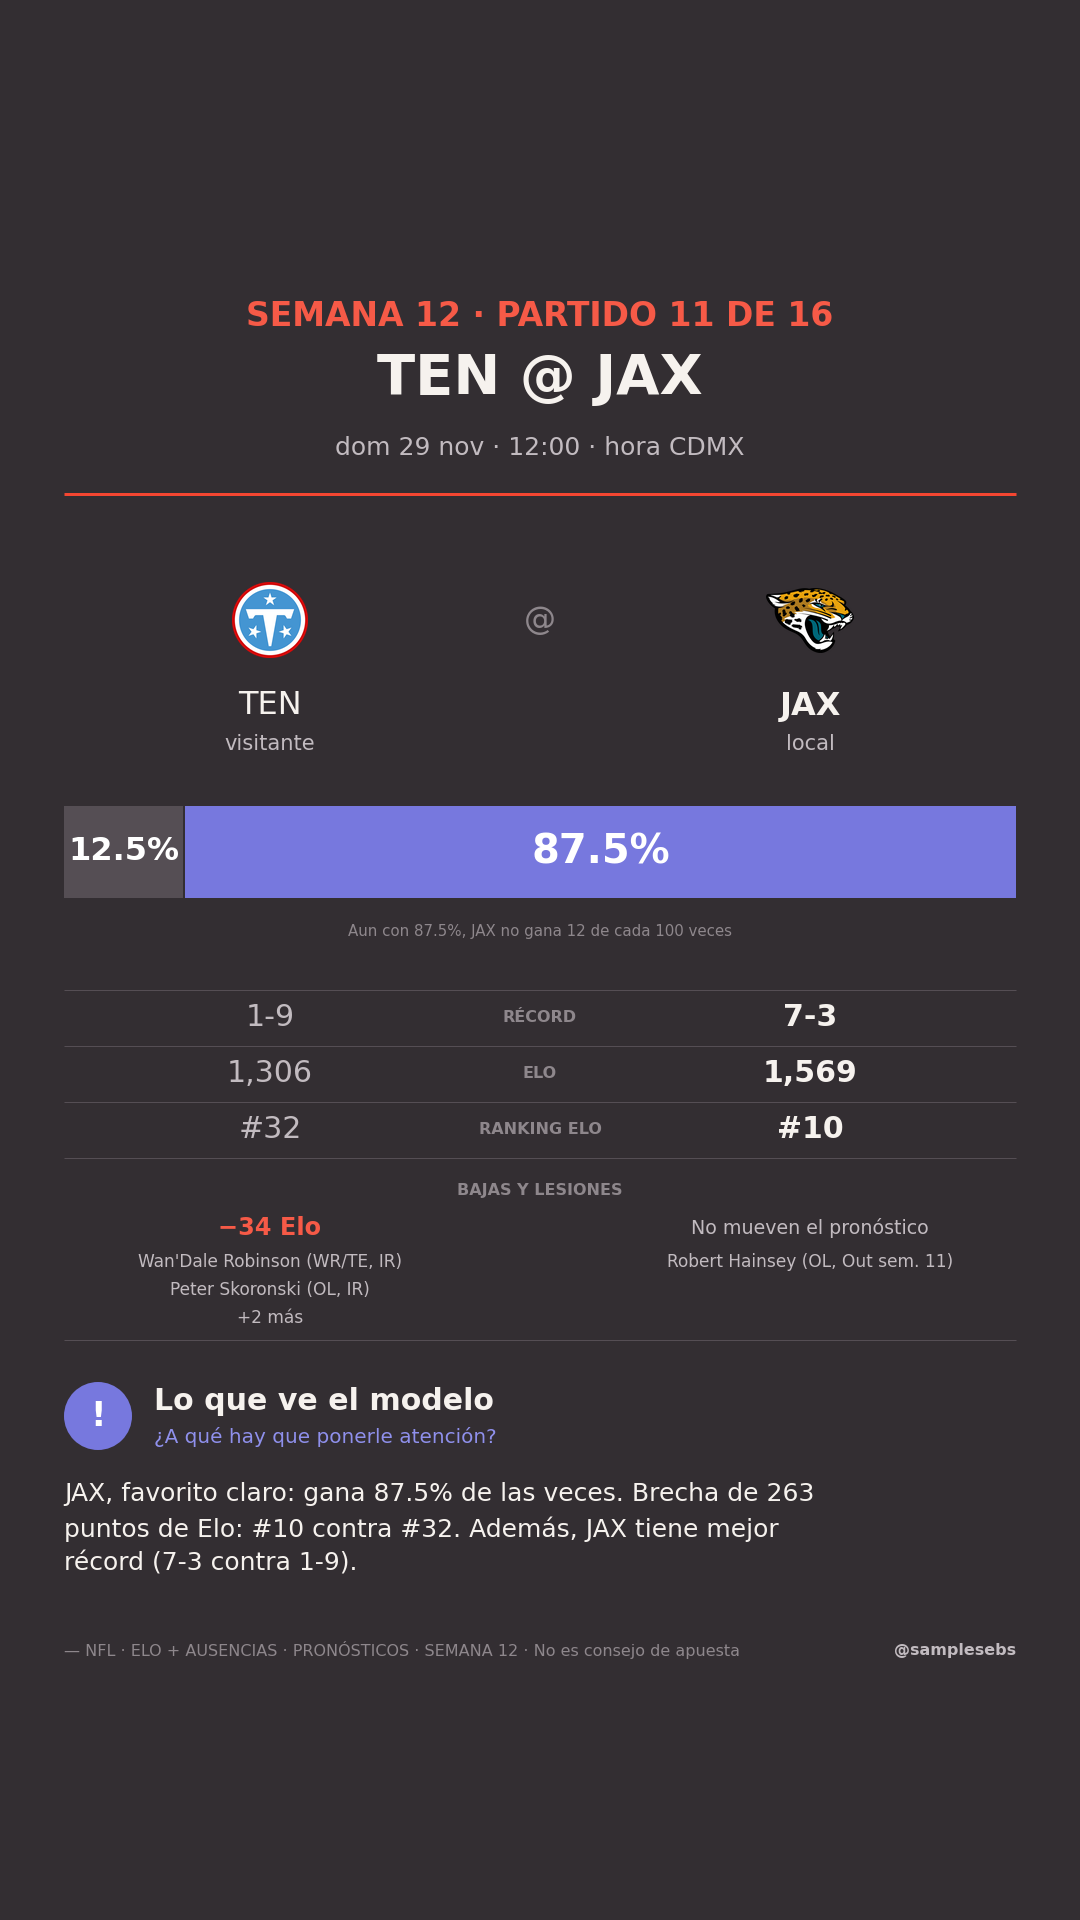 SEMANA 12 · PARTIDO 11 DE 16
TEN @ JAX
dom 29 nov · 12:00 · hora CDMX
@
TEN
JAX
visitante
local
12.5%
87.5%
Aun con 87.5%, JAX no gana 12 de cada 100 veces
1-9 RÉCORD 7-3
1,306 ELO 1,569
#32 RANKING ELO #10
BAJAS Y LESIONES
−34 Elo
No mueven el pronóstico
Wan'Dale Robinson (WR/TE, IR)
Robert Hainsey (OL, Out sem. 11)
Peter Skoronski (OL, IR)
+2 más
!
Lo que ve el modelo
¿A qué hay que ponerle atención?
JAX, favorito claro: gana 87.5% de las veces. Brecha de 263
puntos de Elo: #10 contra #32. Además, JAX tiene mejor
récord (7-3 contra 1-9).
— NFL · ELO + AUSENCIAS · PRONÓSTICOS · SEMANA 12 · No es consejo de apuesta
@samplesebs